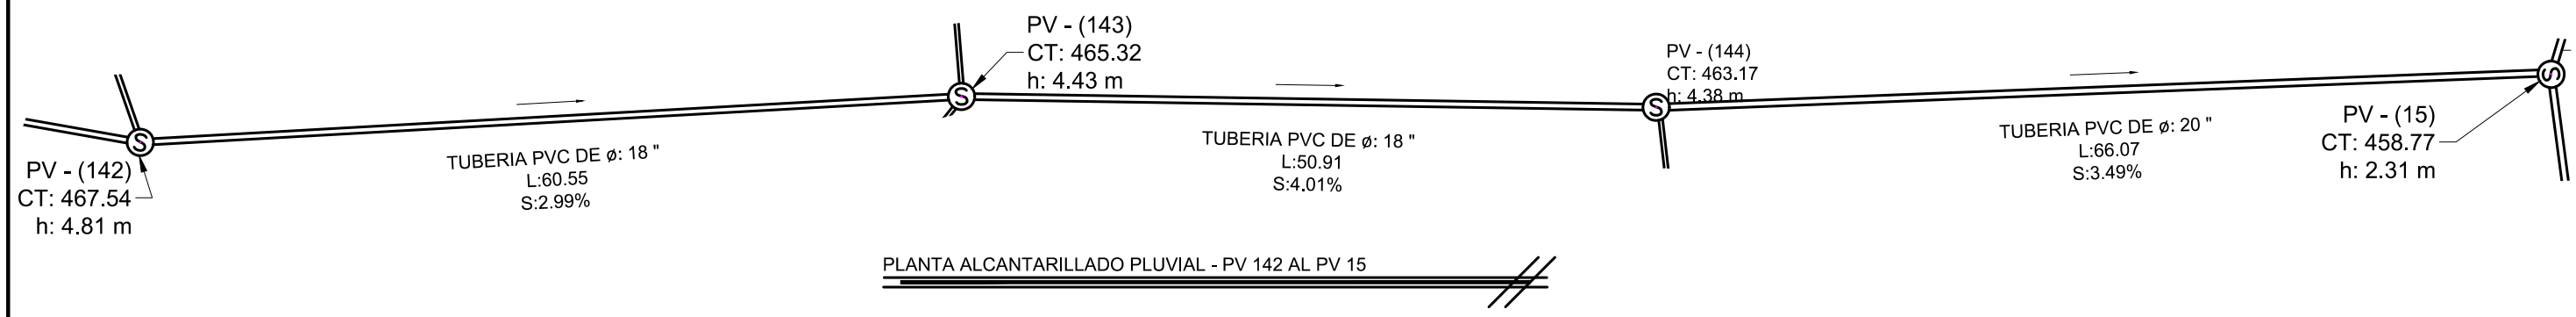 PV - (142)
CT: 467.54
h: 4.81 m
TUBERIA PVC DE ø: 18 "
L:60.55
S:2.99%
PV - (143)
CT: 465.32
h: 4.43 m
TUBERIA PVC DE ø: 18 "
L:50.91
S:4.01%
PV - (144)
CT: 463.17
h: 4.38 m
TUBERIA PVC DE ø: 20 "
L:66.07
S:3.49%
PV - (15)
CT: 458.77
h: 2.31 m
S
S
S
S
PLANTA ALCANTARILLADO PLUVIAL - PV 142 AL PV 15